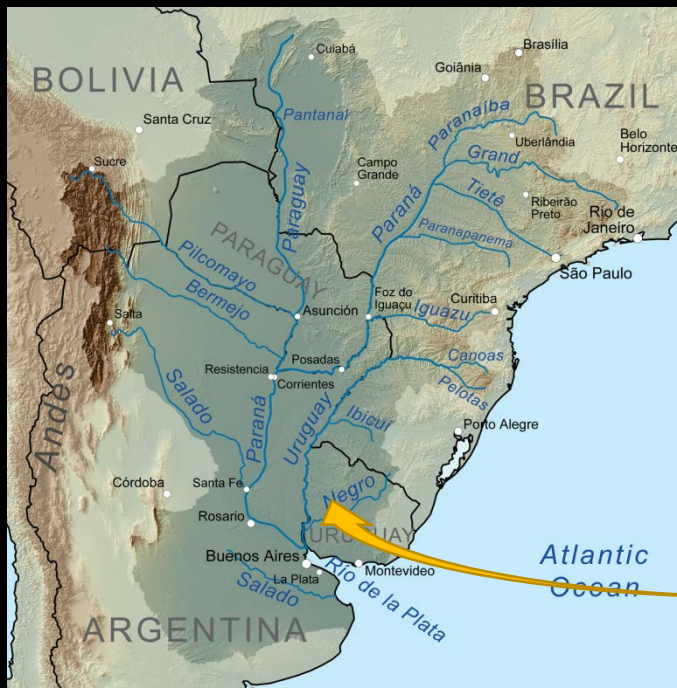 Cuiabá
Brasília
BOLIVIA
Goiânia
BRAZIL
Pantanal
Paranaíba
Santa Cruz
Uberlândia
Belo
Horizonte
Sucre
Campo
Grande
Grand
Paraguay
Paraná
Tietê
Ribeirão
Preto
Rio de
Janeiro
PARAGUAY
Paranapanema
Pilcomayo
São Paulo
Bermejo
Foz do
Iguaçu
Salta
Asunción
Iguazu
Curitiba
Posadas
Canoas
Resistencia
Corrientes
Salado
Pelotas
Andes
Paraná
Uruguay
Ibicuí
Porto Alegre
Córdoba
Santa Fe
Negro
Rosario
URUGUAY
Buenos Aires
Montevideo
Atlantic
Ocean
La Plata
Río de la Plata
Salado
ARGENTINA